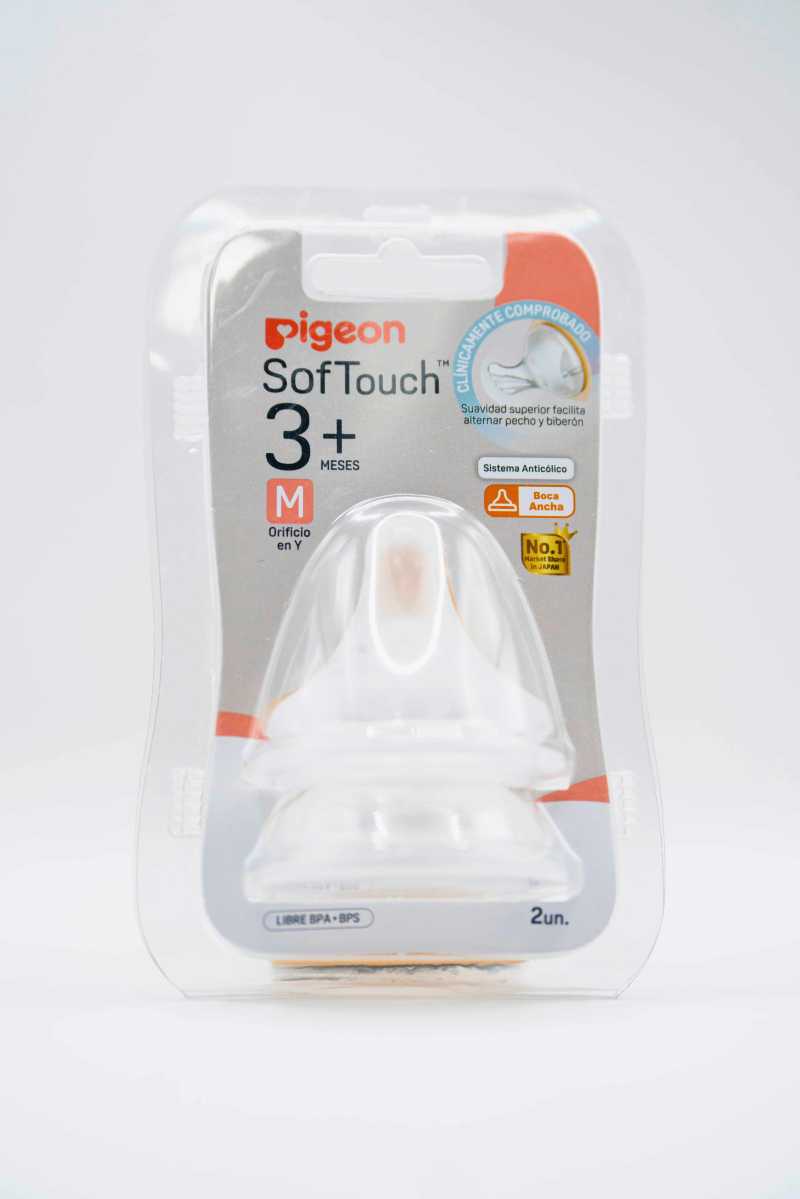 pigeon
SofTouch™
3+
MESES
M
Orificio
en Y
CLÍNICAMENTE COMPROBADO
Suavidad superior facilita
alternar pecho y biberón
Sistema Anticólico
Boca
Ancha
No.1
Market Share
in JAPAN
LIBRE BPA • BPS
2un.